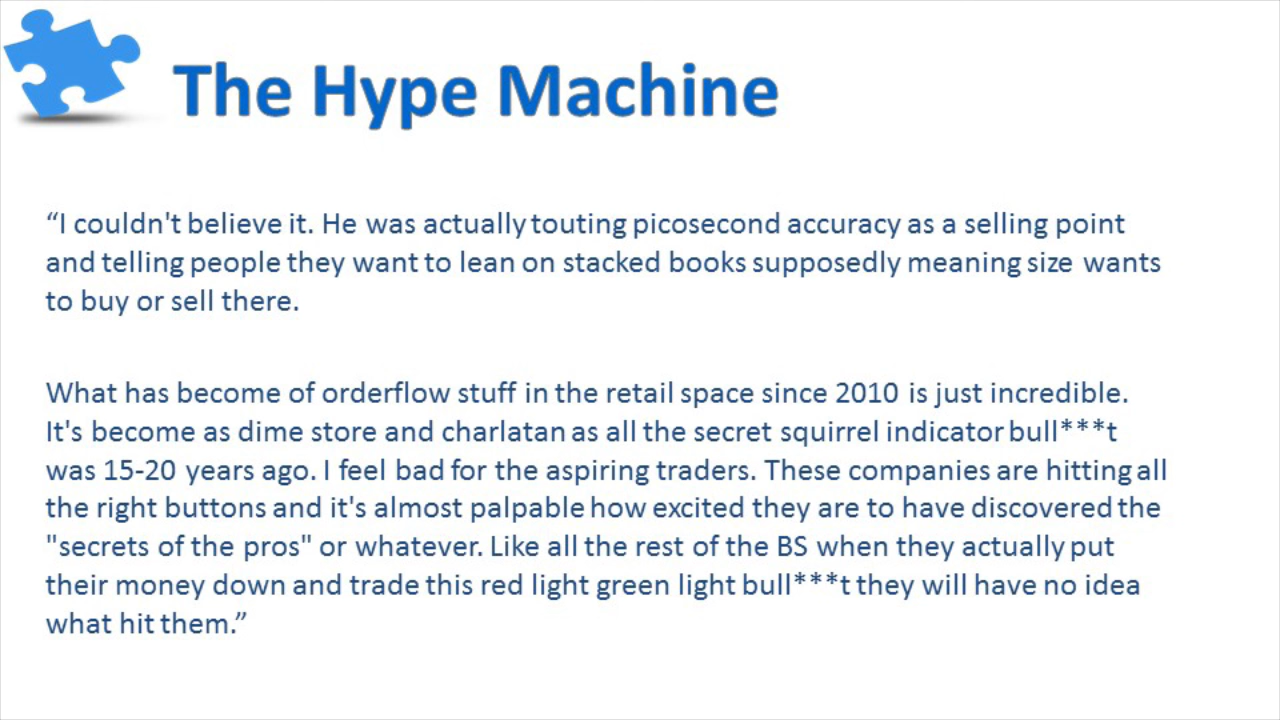 The Hype Machine
“I couldn't believe it. He was actually touting picosecond accuracy as a selling point
and telling people they want to lean on stacked books supposedly meaning size wants
to buy or sell there.
What has become of orderflow stuff in the retail space since 2010 is just incredible.
It's become as dime store and charlatan as all the secret squirrel indicator bull***t
was 15-20 years ago. I feel bad for the aspiring traders. These companies are hitting all
the right buttons and it's almost palpable how excited they are to have discovered the
"secrets of the pros" or whatever. Like all the rest of the BS when they actually put
their money down and trade this red light green light bull***t they will have no idea
what hit them.”